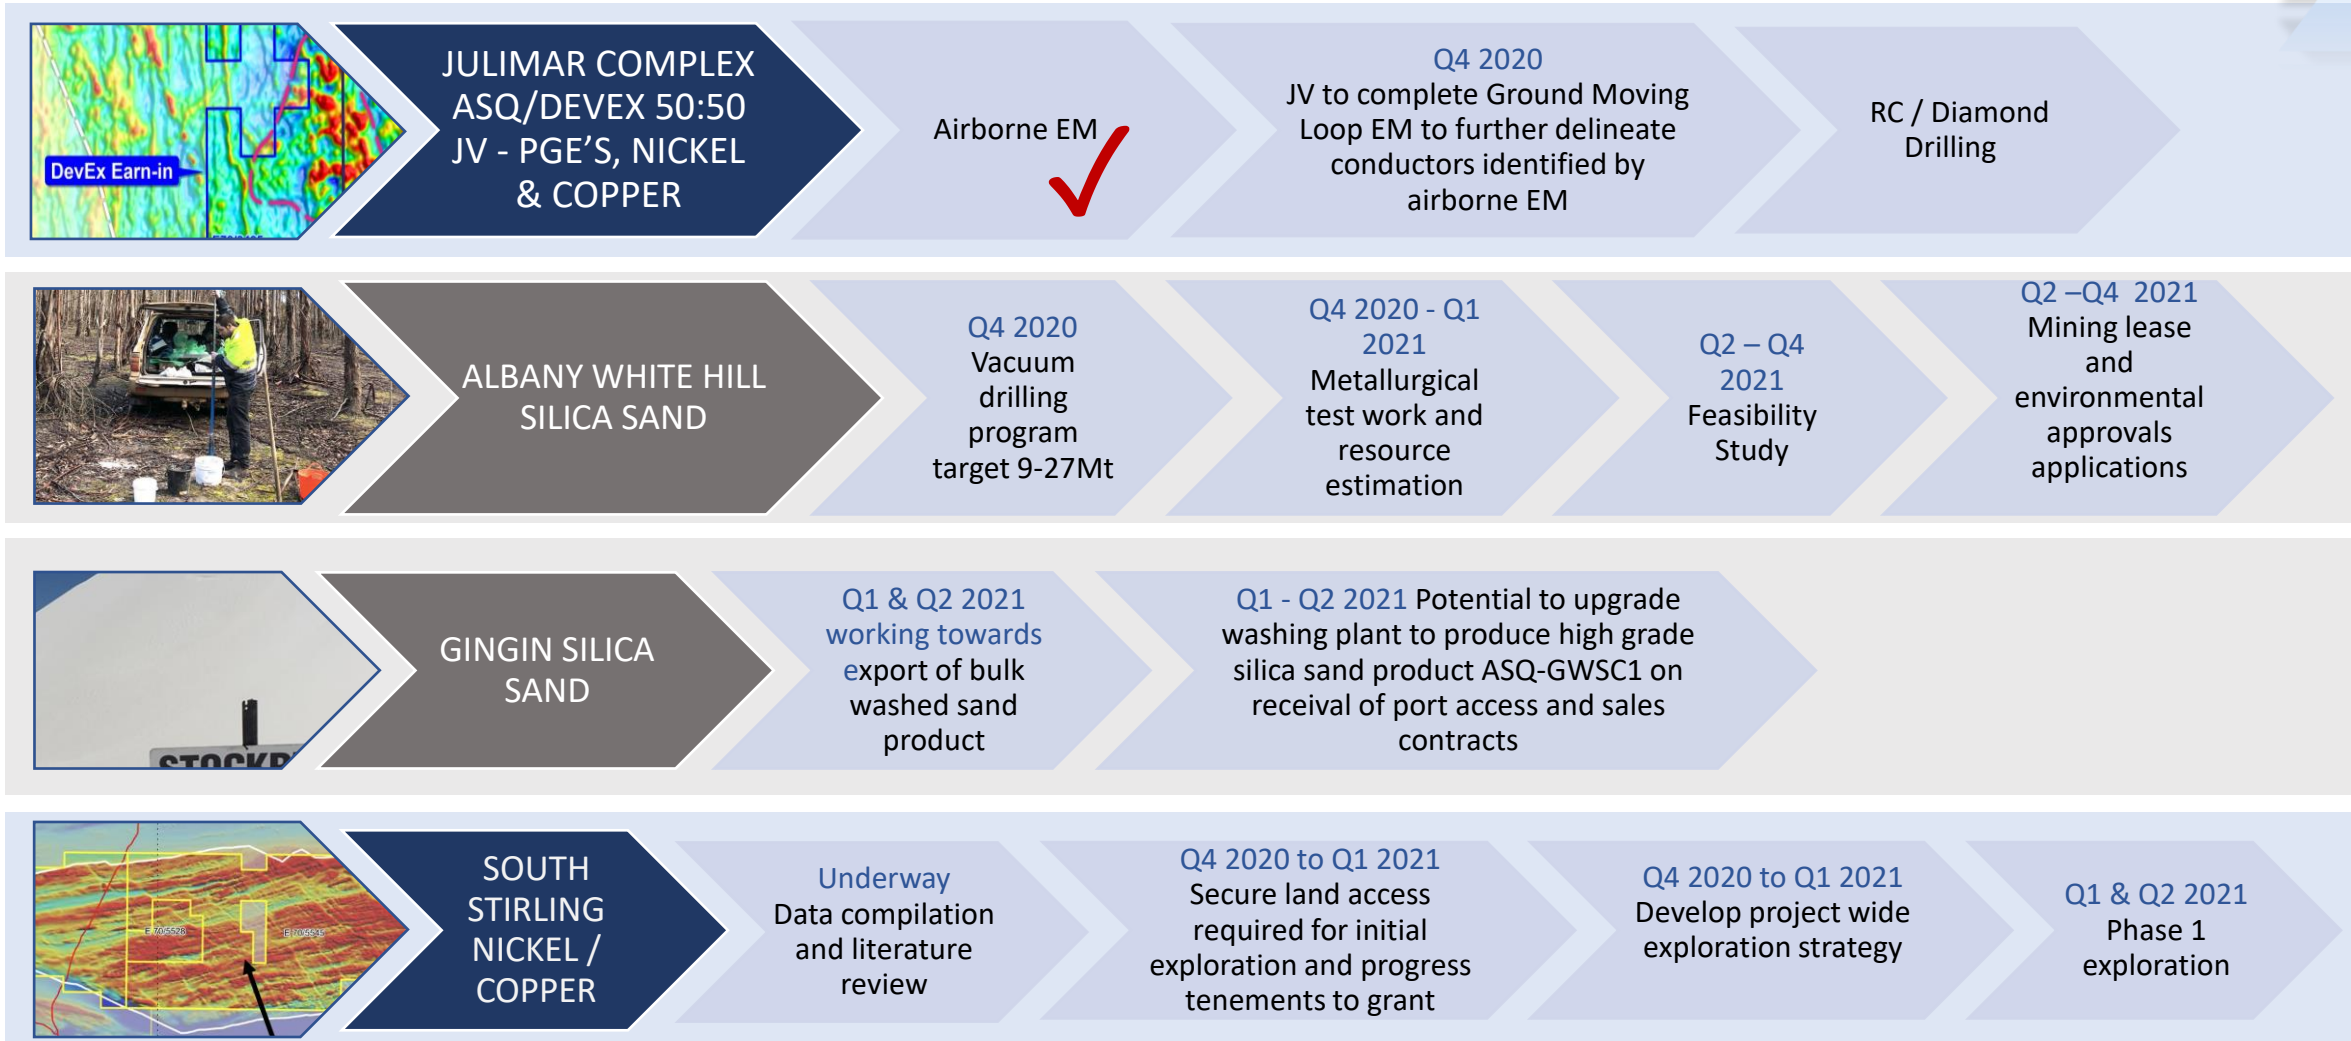 DevEx Earn-in
JULIMAR COMPLEX
ASQ/DEVEX 50:50
JV - PGE'S, NICKEL
& COPPER
Airborne EM
Q4 2020
JV to complete Ground Moving
Loop EM to further delineate
conductors identified by
airborne EM
RC / Diamond
Drilling
ALBANY WHITE HILL
SILICA SAND
Q4 2020
Vacuum
drilling
program
target 9-27Mt
Q4 2020 - Q1
2021
Metallurgical
test work and
resource
estimation
Q2 – Q4
2021
Feasibility
Study
Q2 –Q4 2021
Mining lease
and
environmental
approvals
applications
GINGIN SILICA
SAND
Q1 & Q2 2021
working towards
export of bulk
washed sand
product
Q1 - Q2 2021 Potential to upgrade
washing plant to produce high grade
silica sand product ASQ-GWSC1 on
receival of port access and sales
contracts
E 70/5528
E 70/5545
SOUTH
STIRLING
NICKEL /
COPPER
Underway
Data compilation
and literature
review
Q4 2020 to Q1 2021
Secure land access
required for initial
exploration and progress
tenements to grant
Q4 2020 to Q1 2021
Develop project wide
exploration strategy
Q1 & Q2 2021
Phase 1
exploration